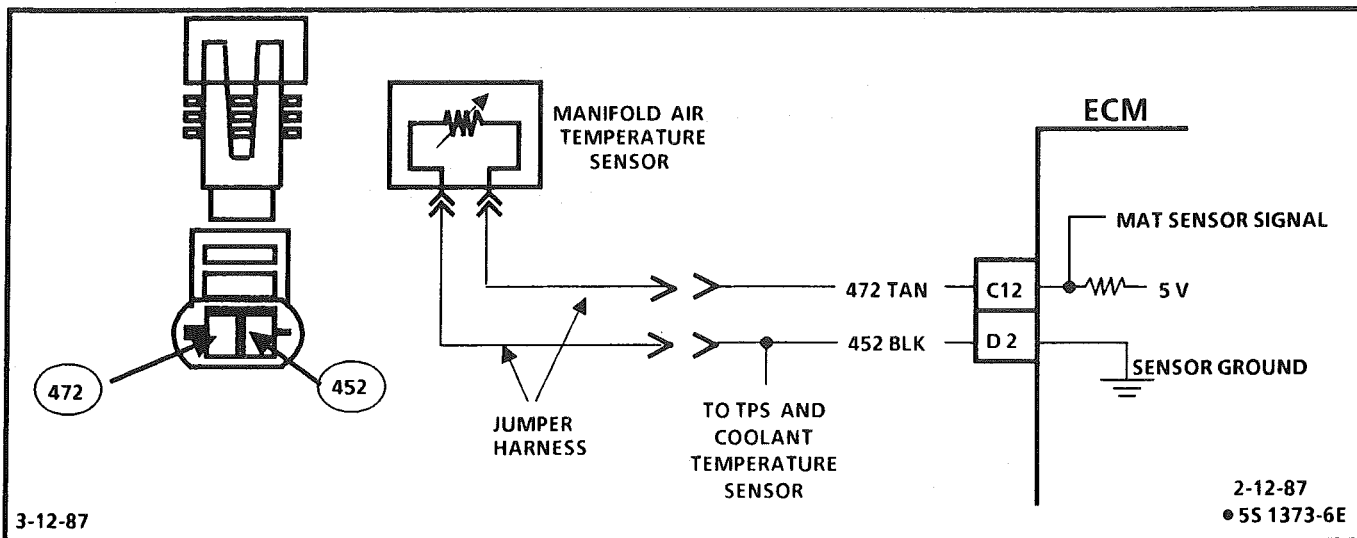 MANIFOLD AIR
TEMPERATURE
SENSOR
ECM
MAT SENSOR SIGNAL
472 TAN
C12
5 V
452 BLK
D 2
SENSOR GROUND
472
452
JUMPER
HARNESS
TO TPS AND
COOLANT
TEMPERATURE
SENSOR
3-12-87
2-12-87
• 5S 1373-6E